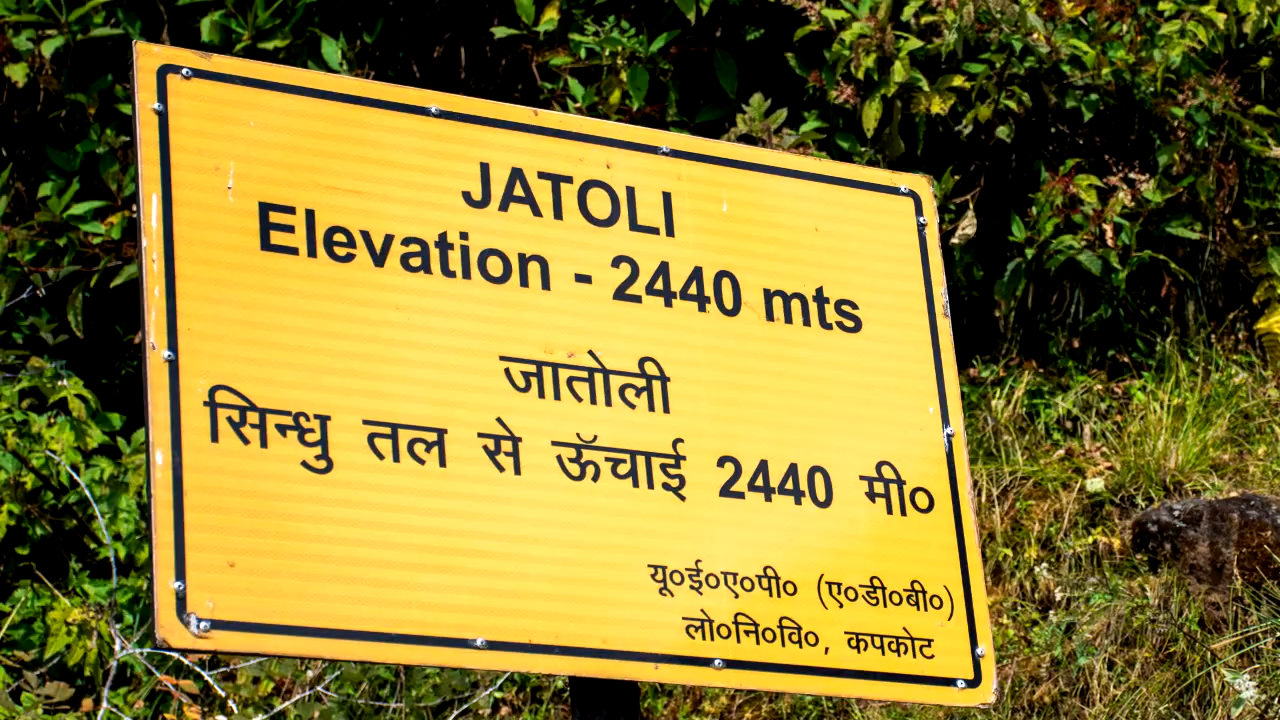 JATOLI
Elevation - 2440 mts
जातोली
सिन्धु तल से ऊॅचाई 2440 मी०
यू०ई०ए०पी० (ए०डी०बी०)
लो०नि०वि०, कपकोट